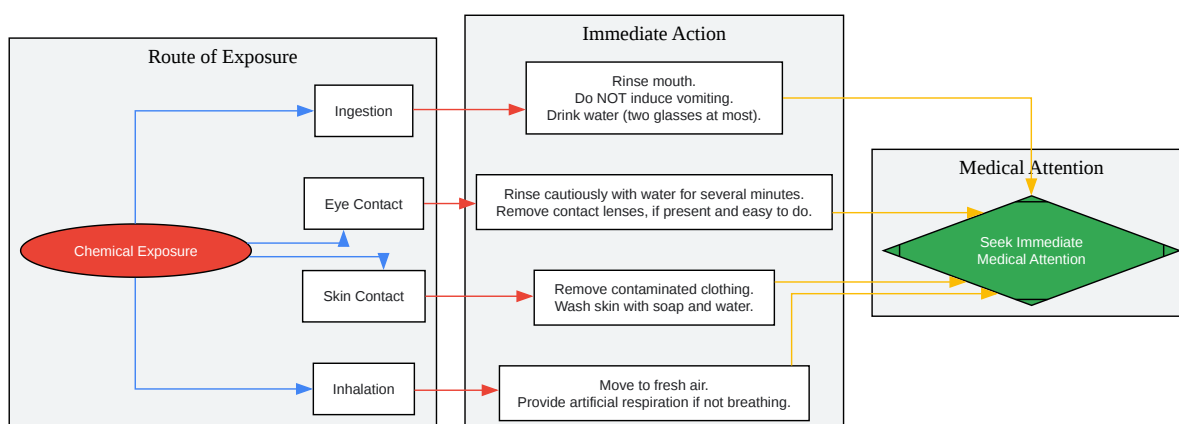 Route of Exposure
Immediate Action
Medical Attention
Chemical Exposure
Ingestion
Eye Contact
Skin Contact
Inhalation
Rinse mouth.
Do NOT induce vomiting.
Drink water (two glasses at most).
Rinse cautiously with water for several minutes.
Remove contact lenses, if present and easy to do.
Remove contaminated clothing.
Wash skin with soap and water.
Move to fresh air.
Provide artificial respiration if not breathing.
Seek Immediate
Medical Attention